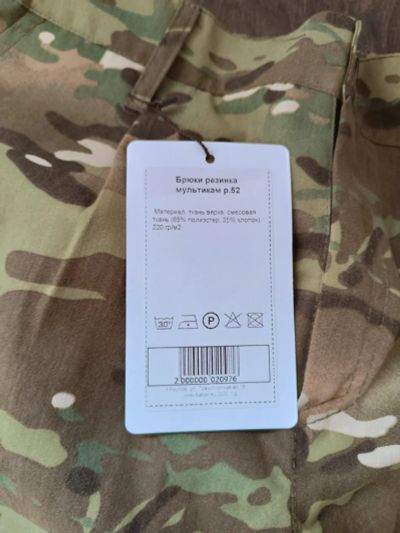 Брюки резинка
мультикам р.52
Материал: ткань верха: смесовая
ткань (65% полиэстер, 35% хлопок),
220 гр/м2
30°
P
2 000000 020976